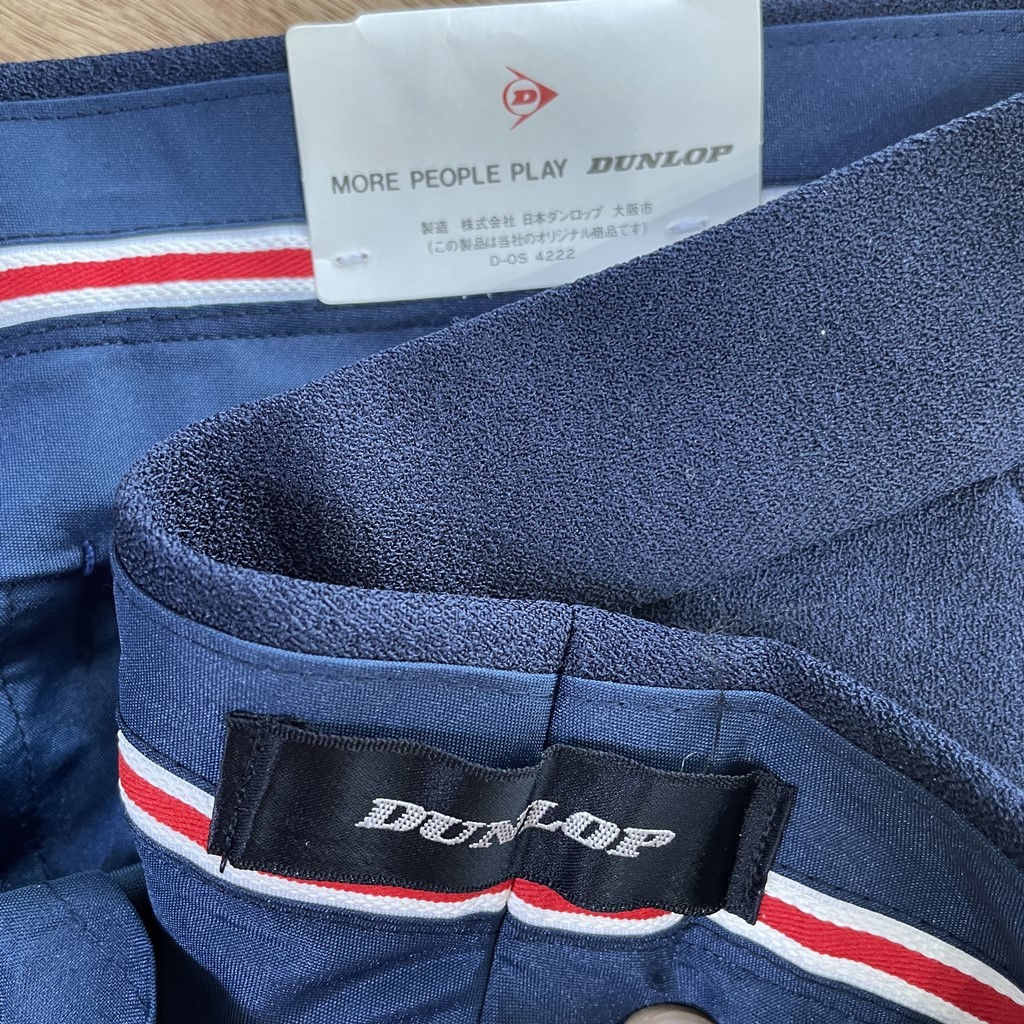 D
MORE PEOPLE PLAY DUNLOP
製造 株式会社 日本ダンロップ 大阪市
(この製品は当社のオリジナル商品です)
D-OS 4222
DUNLOP